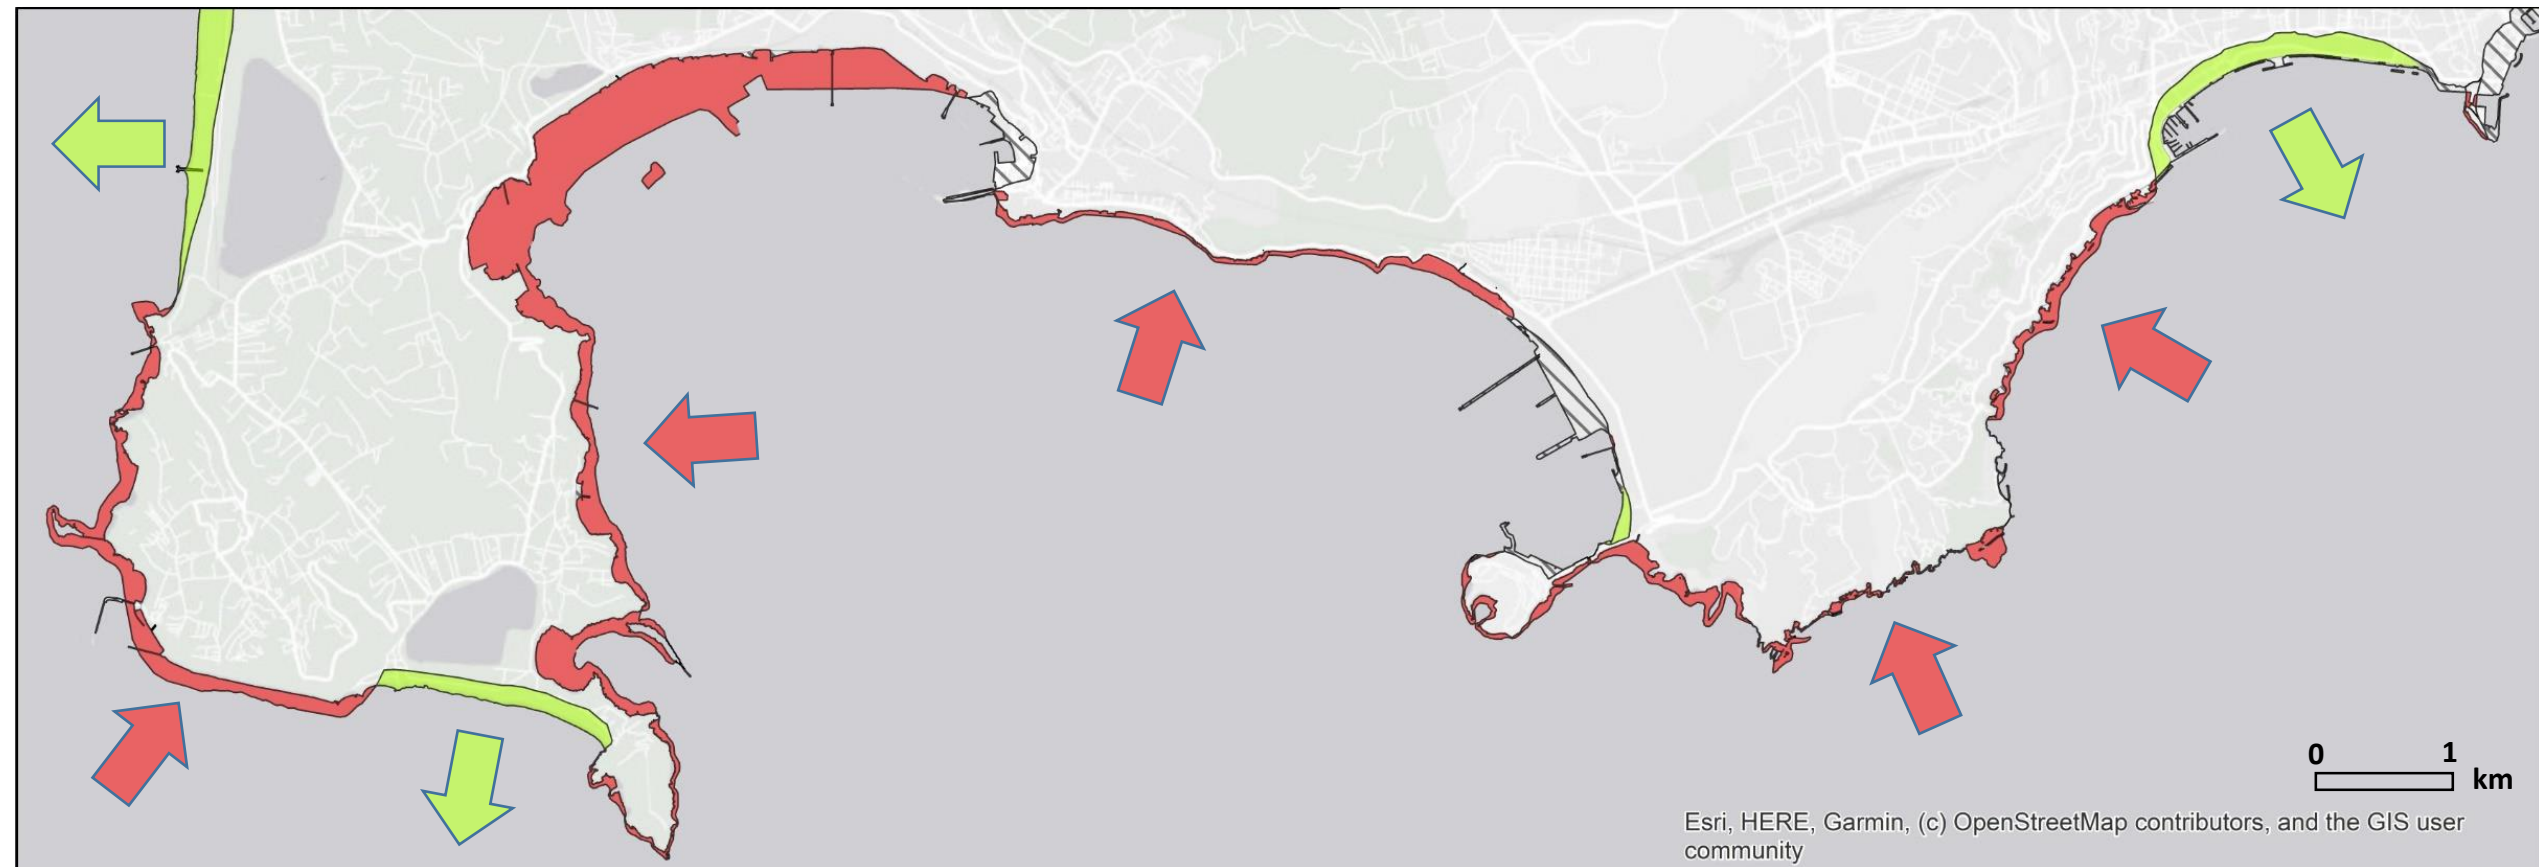 0 1
km
Esri, HERE, Garmin, (c) OpenStreetMap contributors, and the GIS user
community